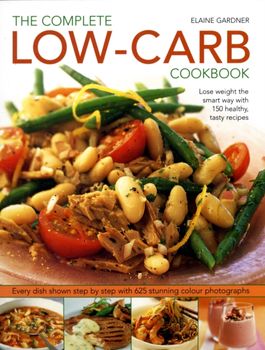 THE COMPLETE
ELAINE GARDNER
LOW-CARB
COOKBOOK
Lose weight the
smart way with
150 healthy,
tasty recipes
Every dish shown step by step with 625 stunning colour photographs